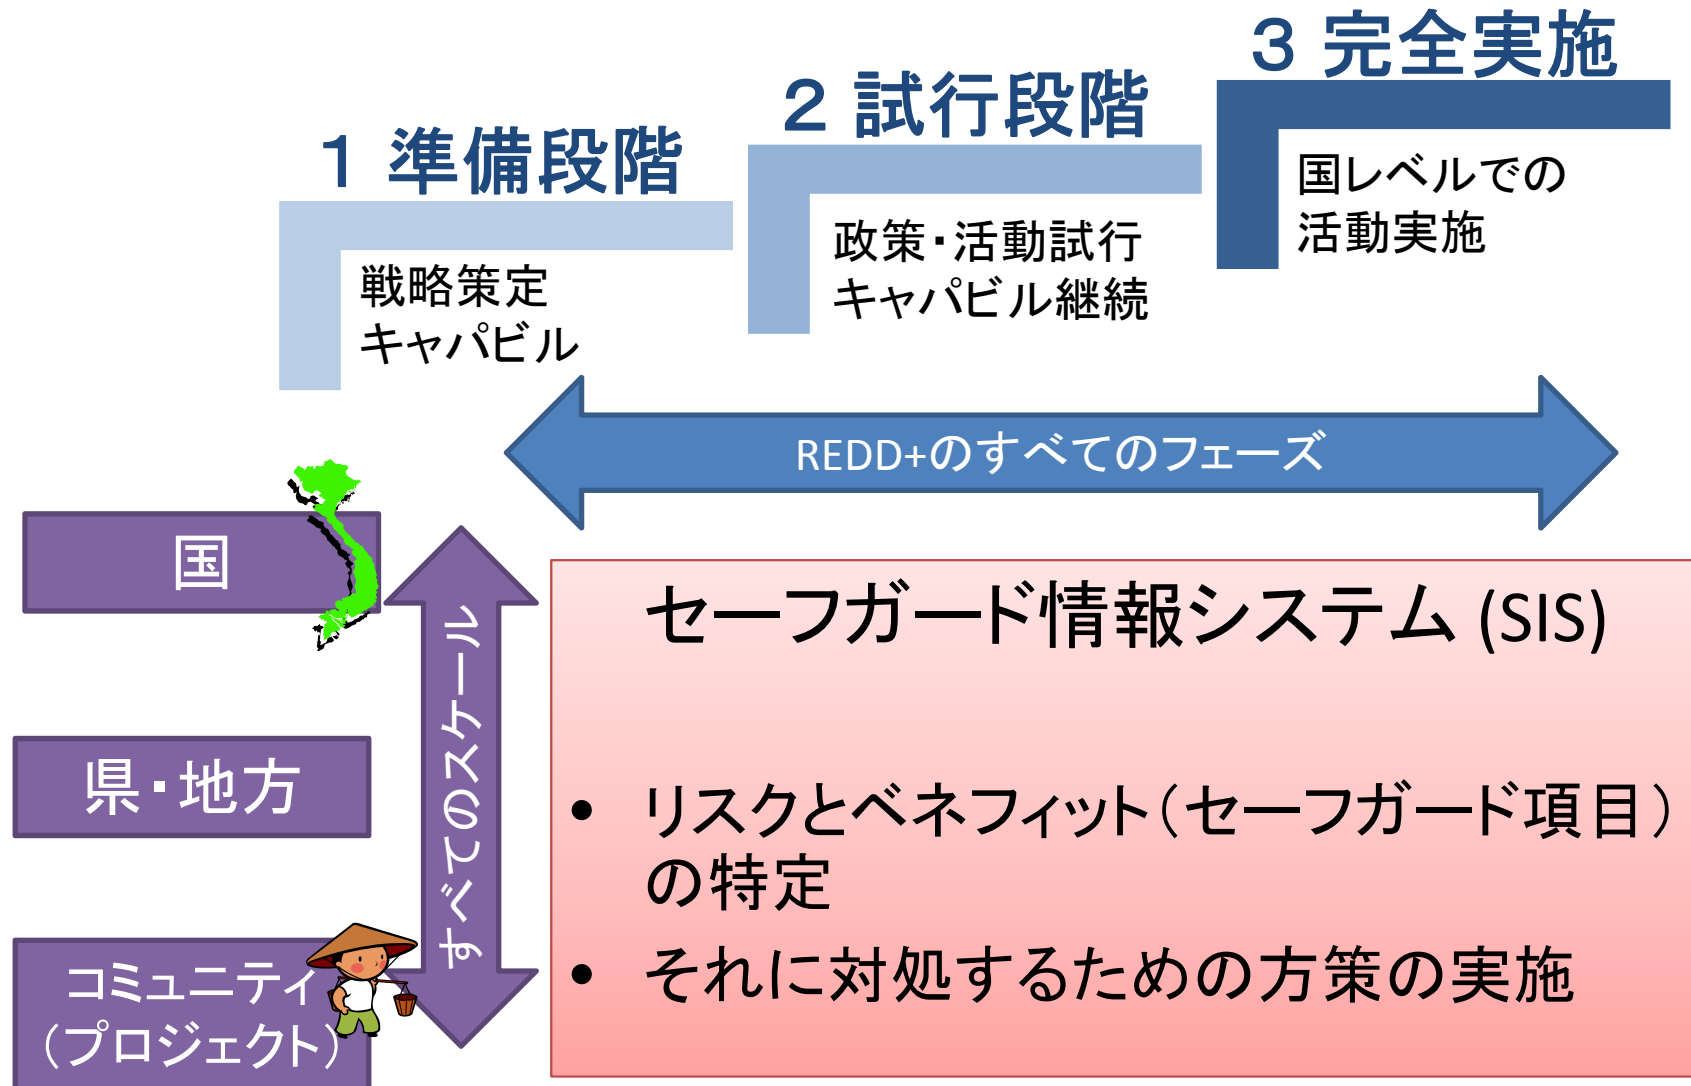 1 準備段階
戦略策定
キャパビル
2 試行段階
政策・活動試行
キャパビル継続
3 完全実施
国レベルでの
活動実施
REDD+のすべてのフェーズ
国
県・地方
コミュニティ
（プロジェクト）
すべてのスケール
セーフガード情報システム (SIS)
• リスクとベネフィット（セーフガード項目）
の特定
• それに対処するための方策の実施